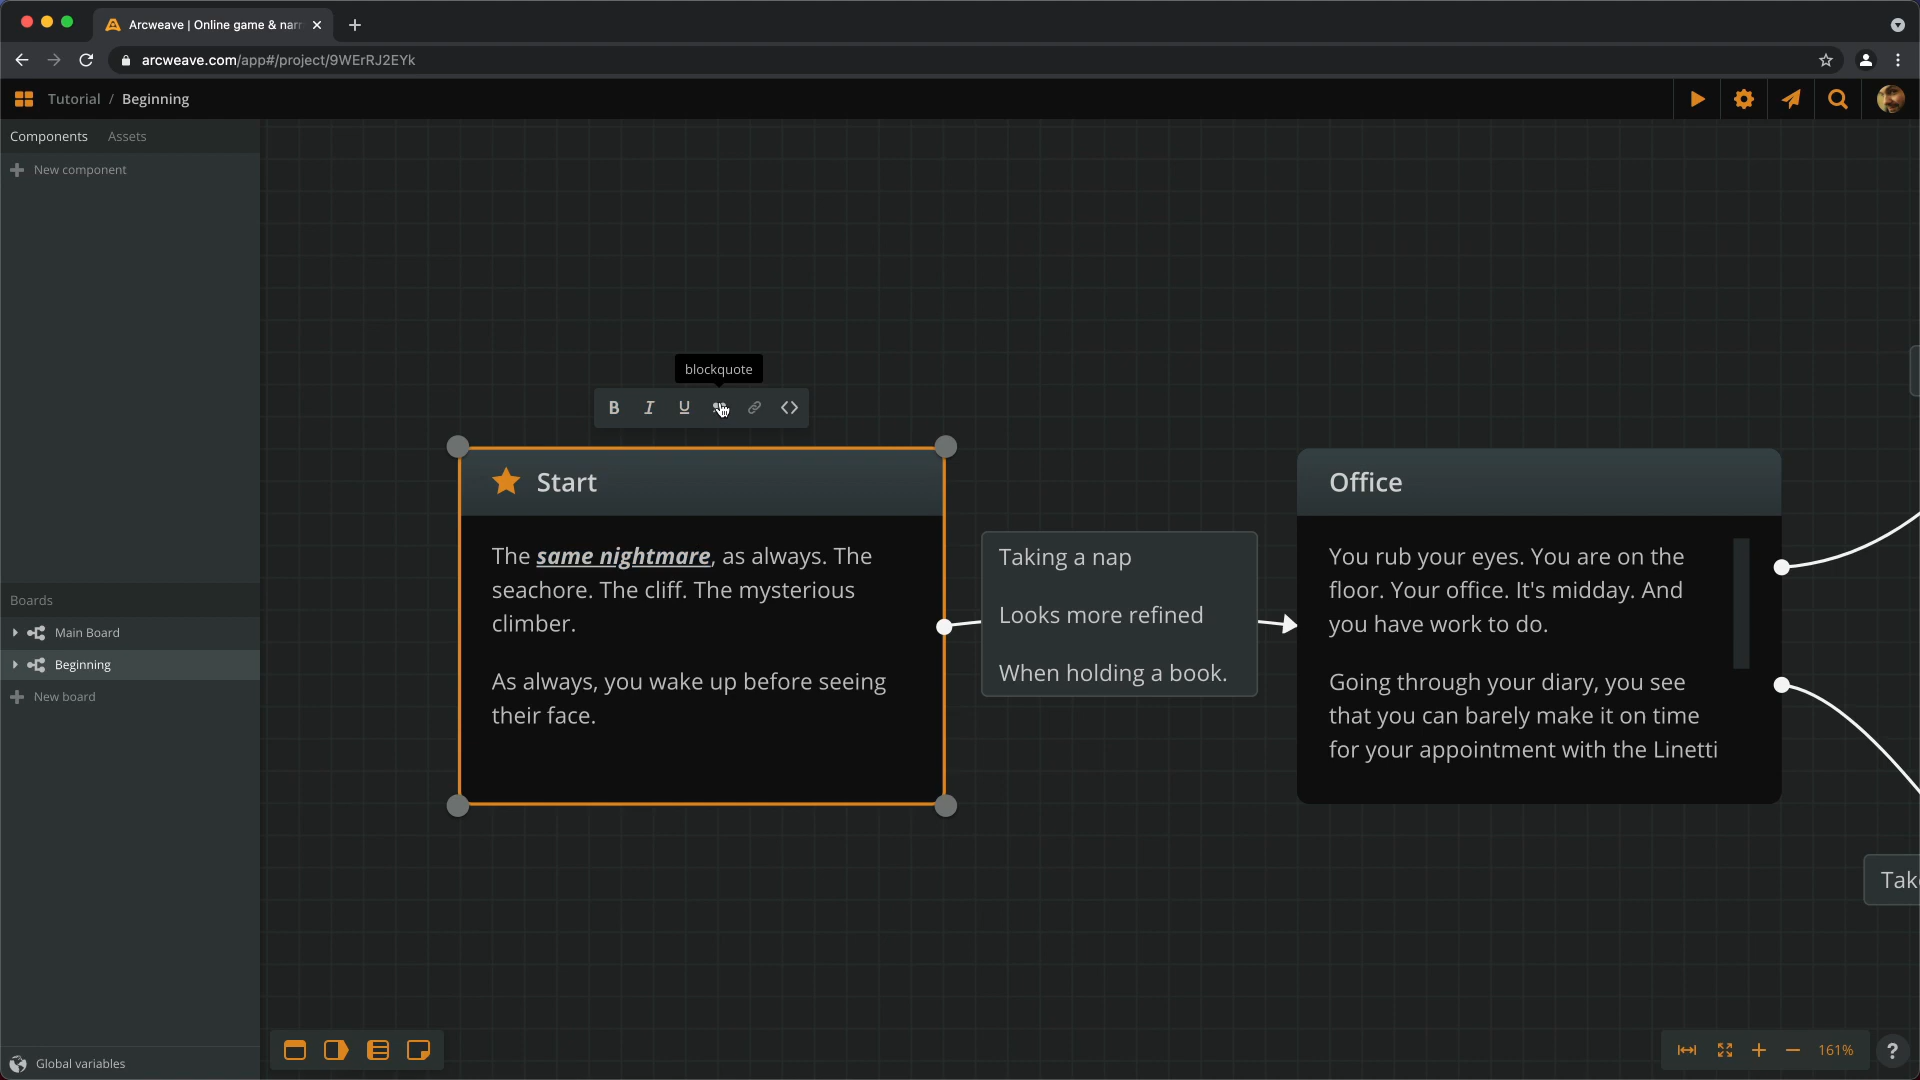 Arcweave | Online game & narr
arcweave.com/app#/project/9WErRJ2EYk
Tutorial / Beginning
Components Assets
New component
blockquote
B I U <>
Start
The same nightmare, as always. The
seachore. The cliff. The mysterious
climber.
As always, you wake up before seeing
their face.
Taking a nap
Looks more refined
When holding a book.
Office
You rub your eyes. You are on the
floor. Your office. It's midday. And
you have work to do.
Going through your diary, you see
that you can barely make it on time
for your appointment with the Linetti
Tak
Boards
Main Board
Beginning
New board
Global variables
161%
?